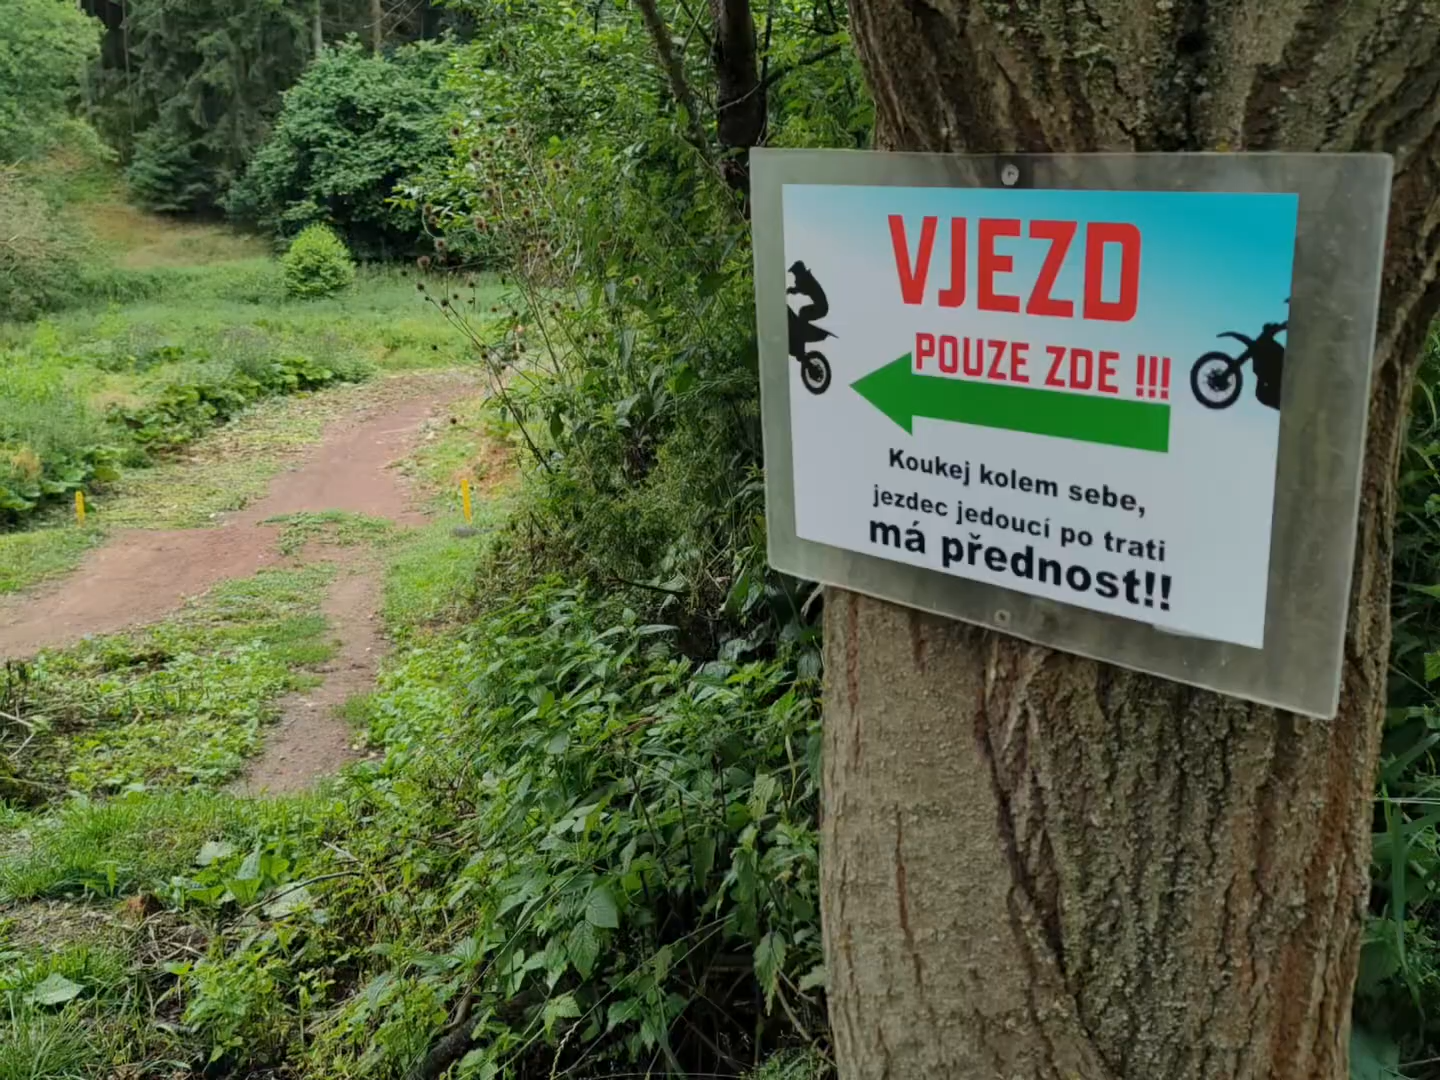 VJEZD
POUZE ZDE !!!
Koukej kolem sebe,
jezdec jedoucí po trati
má přednost!!